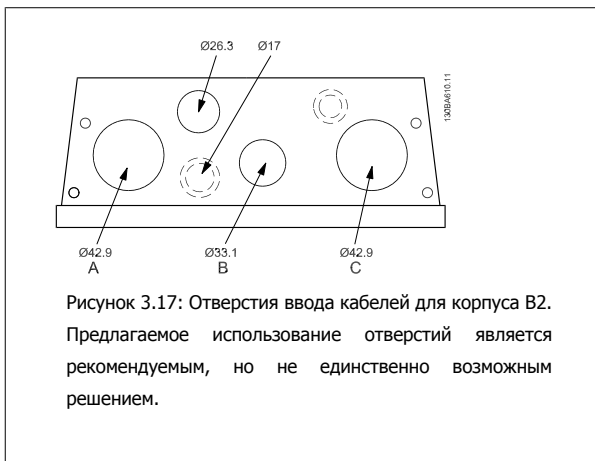 Ø26.3 Ø17
130BA610.11
Ø42.9 Ø33.1 Ø42.9
A B C
Рисунок 3.17: Отверстия ввода кабелей для корпуса B2.
Предлагаемое использование отверстий является
рекомендуемым, но не единственно возможным
решением.